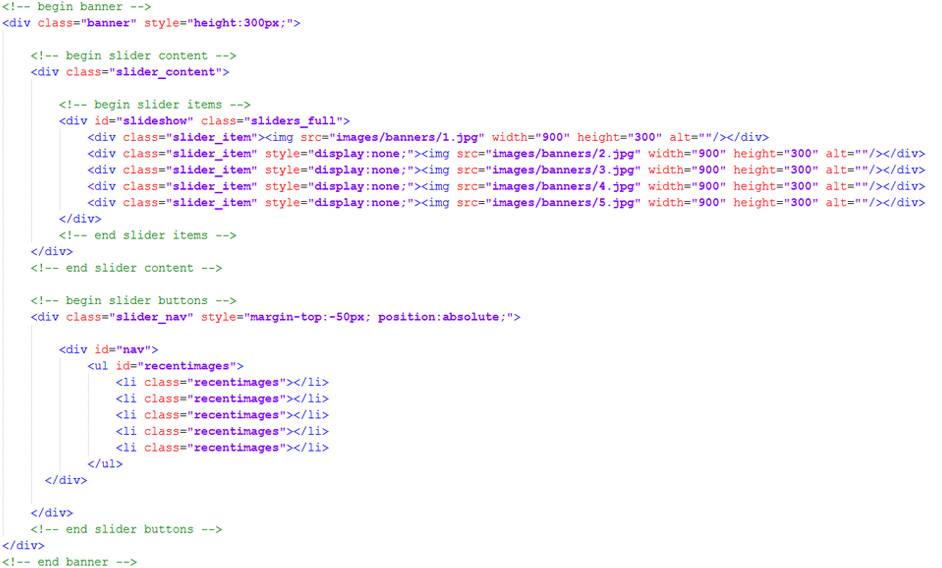 <!-- begin banner -->
<div class="banner" style="height:300px;">
<!-- begin slider content -->
<div class="slider_content">
<!-- begin slider items -->
<div id="slideshow" class="sliders_full">
<div class="slider_item"><img src="images/banners/1.jpg" width="900" height="300" alt=""/></div>
<div class="slider_item" style="display:none;"><img src="images/banners/2.jpg" width="900" height="300" alt=""/></div>
<div class="slider_item" style="display:none;"><img src="images/banners/3.jpg" width="900" height="300" alt=""/></div>
<div class="slider_item" style="display:none;"><img src="images/banners/4.jpg" width="900" height="300" alt=""/></div>
<div class="slider_item" style="display:none;"><img src="images/banners/5.jpg" width="900" height="300" alt=""/></div>
</div>
<!-- end slider items -->
</div>
<!-- end slider content -->
<!-- begin slider buttons -->
<div class="slider_nav" style="margin-top:-50px; position:absolute;">
<div id="nav">
<ul id="recentimages">
<li class="recentimages"></li>
<li class="recentimages"></li>
<li class="recentimages"></li>
<li class="recentimages"></li>
<li class="recentimages"></li>
</ul>
</div>
</div>
<!-- end slider buttons -->
</div>
<!-- end banner -->